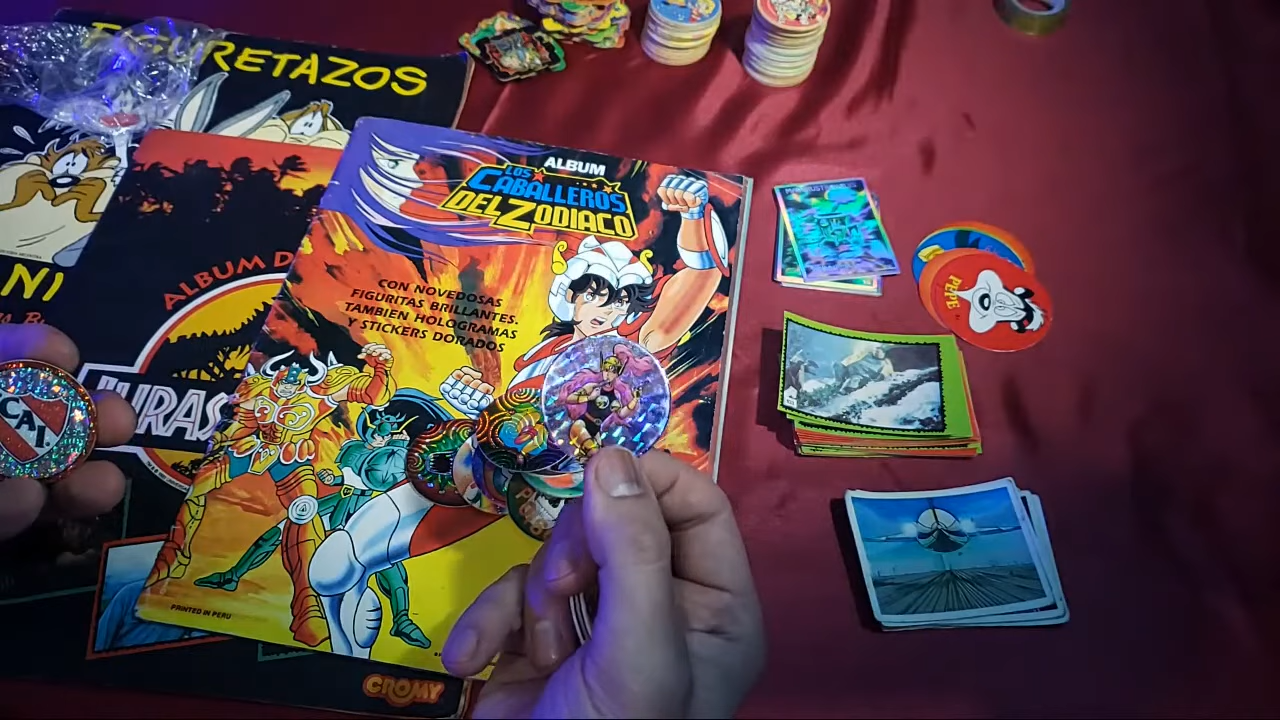 FIGURETAZOS
ALBUM
LOS
CABALLEROS
DEL ZODIACO
CON NOVEDOSAS
FIGURITAS BRILLANTES.
TAMBIEN HOLOGRAMAS
Y STICKERS DORADOS
ALBUM D
JURAS
NI
CAI
PEPE
PRINTED IN PERU
CROMY